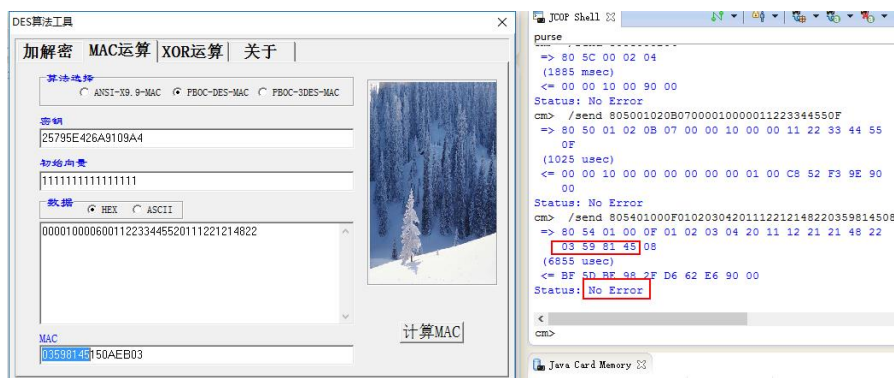 DES算法工具
加解密 MAC运算 XOR运算 关于
算法选择
ANSI-X9.9-MAC PBOC-DES-MAC PBOC-3DES-MAC
密钥
25795E426A9109A4
初始向量
1111111111111111
数据 HEX ASCII
000010000600112233445520111221214822
计算MAC
MAC
03598145150AEB03
JCOP Shell
purse
=> 80 5C 00 02 04
(1885 msec)
<= 00 00 10 00 90 00
Status: No Error
cm> /send 805001020B07000010000011223344550F
=> 80 50 01 02 0B 07 00 00 10 00 00 11 22 33 44 55
0F
(1025 usec)
<= 00 00 10 00 00 00 00 00 00 01 00 C8 52 F3 9E 90
00
Status: No Error
cm> /send 805401000F01020304201112212148220359814508
=> 80 54 01 00 0F 01 02 03 04 20 11 12 21 21 48 22
03 59 81 45 08
(6855 usec)
<= BF 5D BE 98 2F D6 62 E6 90 00
Status: No Error
cm>
Java Card Memory